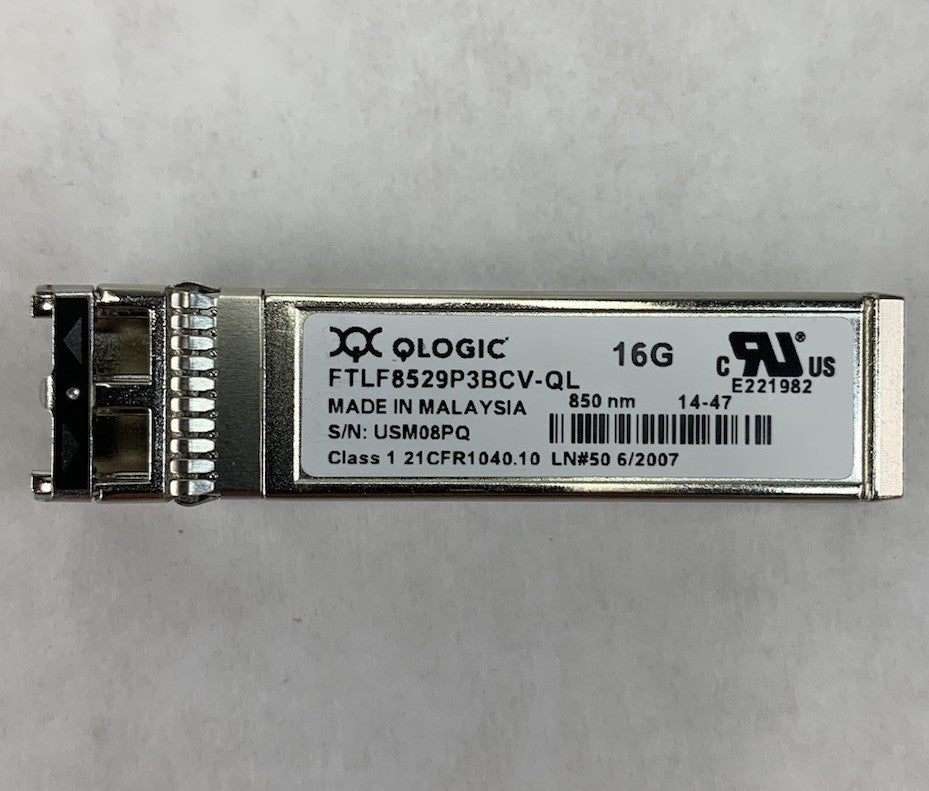 QLOGIC 16G
FTLF8529P3BCV-QL
C RU ® US
E221982
MADE IN MALAYSIA 850 nm 14-47
S/N: USM08PQ
Class 1 21CFR1040.10 LN#50 6/2007